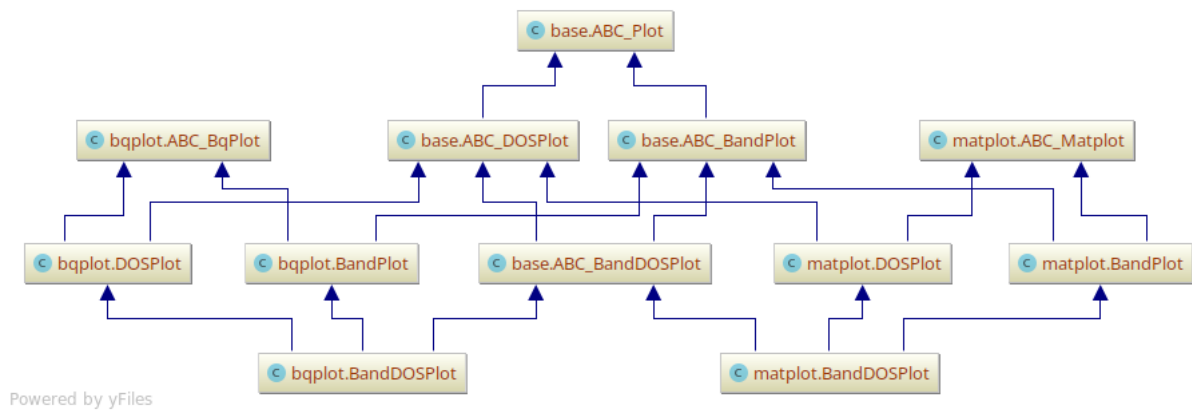 C base.ABC_Plot
C bqplot.ABC_BqPlot
C base.ABC_DOSPlot
C base.ABC_BandPlot
C matplot.ABC_Matplot
C bqplot.DOSPlot
C bqplot.BandPlot
C base.ABC_BandDOSPlot
C matplot.DOSPlot
C matplot.BandPlot
C bqplot.BandDOSPlot
C matplot.BandDOSPlot
Powered by yFiles